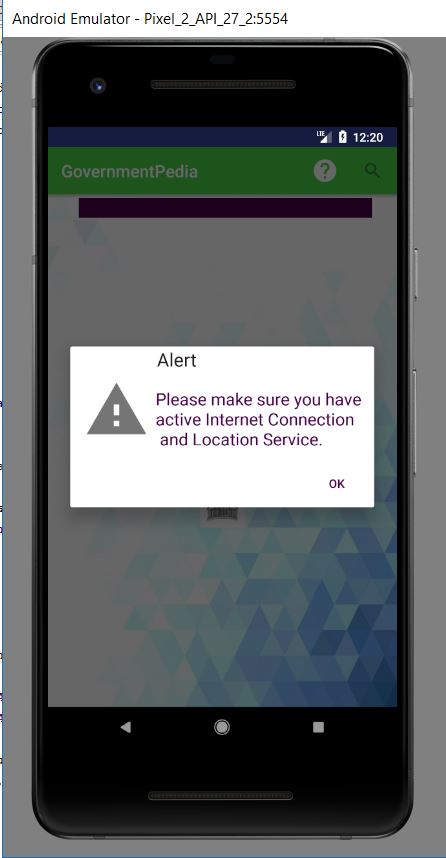 Android Emulator - Pixel_2_API_27_2:5554
LTE 12:20
GovernmentPedia ?
Alert
Please make sure you have
active Internet Connection
and Location Service.
OK